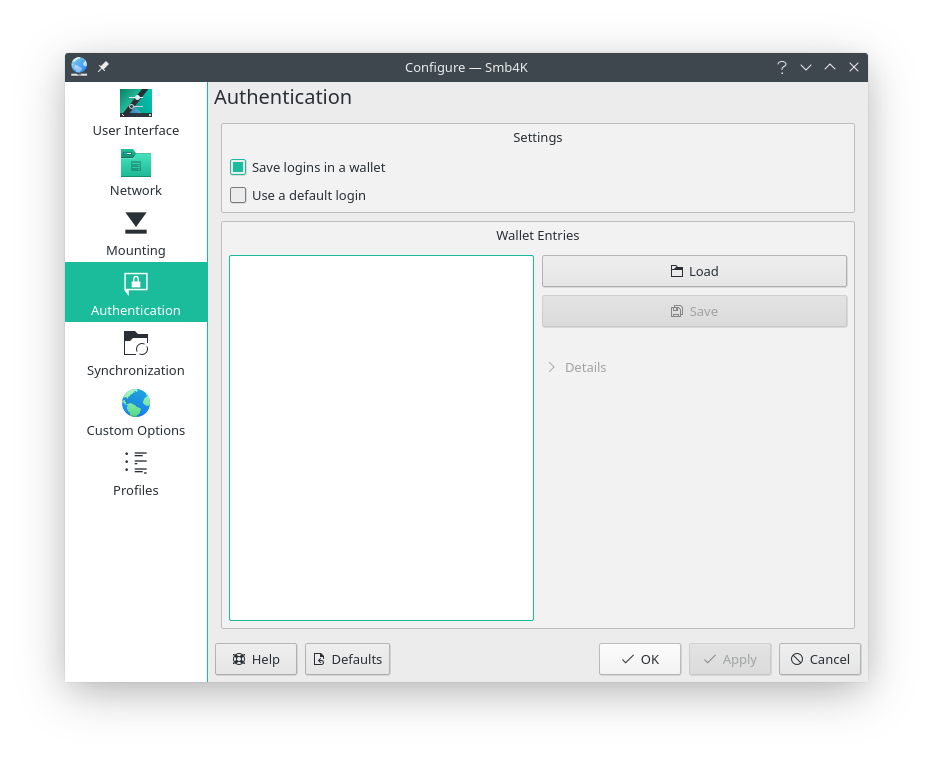 Configure — Smb4K
User Interface
Network
Mounting
Authentication
Synchronization
Custom Options
Profiles
Authentication
Settings
Save logins in a wallet
Use a default login
Wallet Entries
Load
Save
Details
Help
Defaults
OK
Apply
Cancel